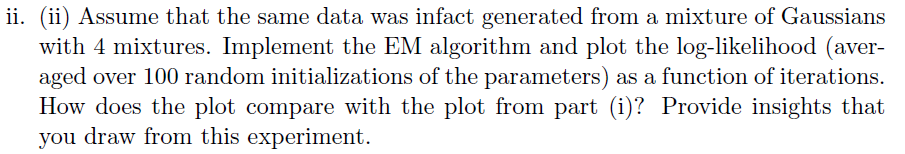 ii. (ii) Assume that the same data was infact generated from a mixture of Gaussians
with 4 mixtures. Implement the EM algorithm and plot the log-likelihood (aver-
aged over 100 random initializations of the parameters) as a function of iterations.
How does the plot compare with the plot from part (i)? Provide insights that
you draw from this experiment.